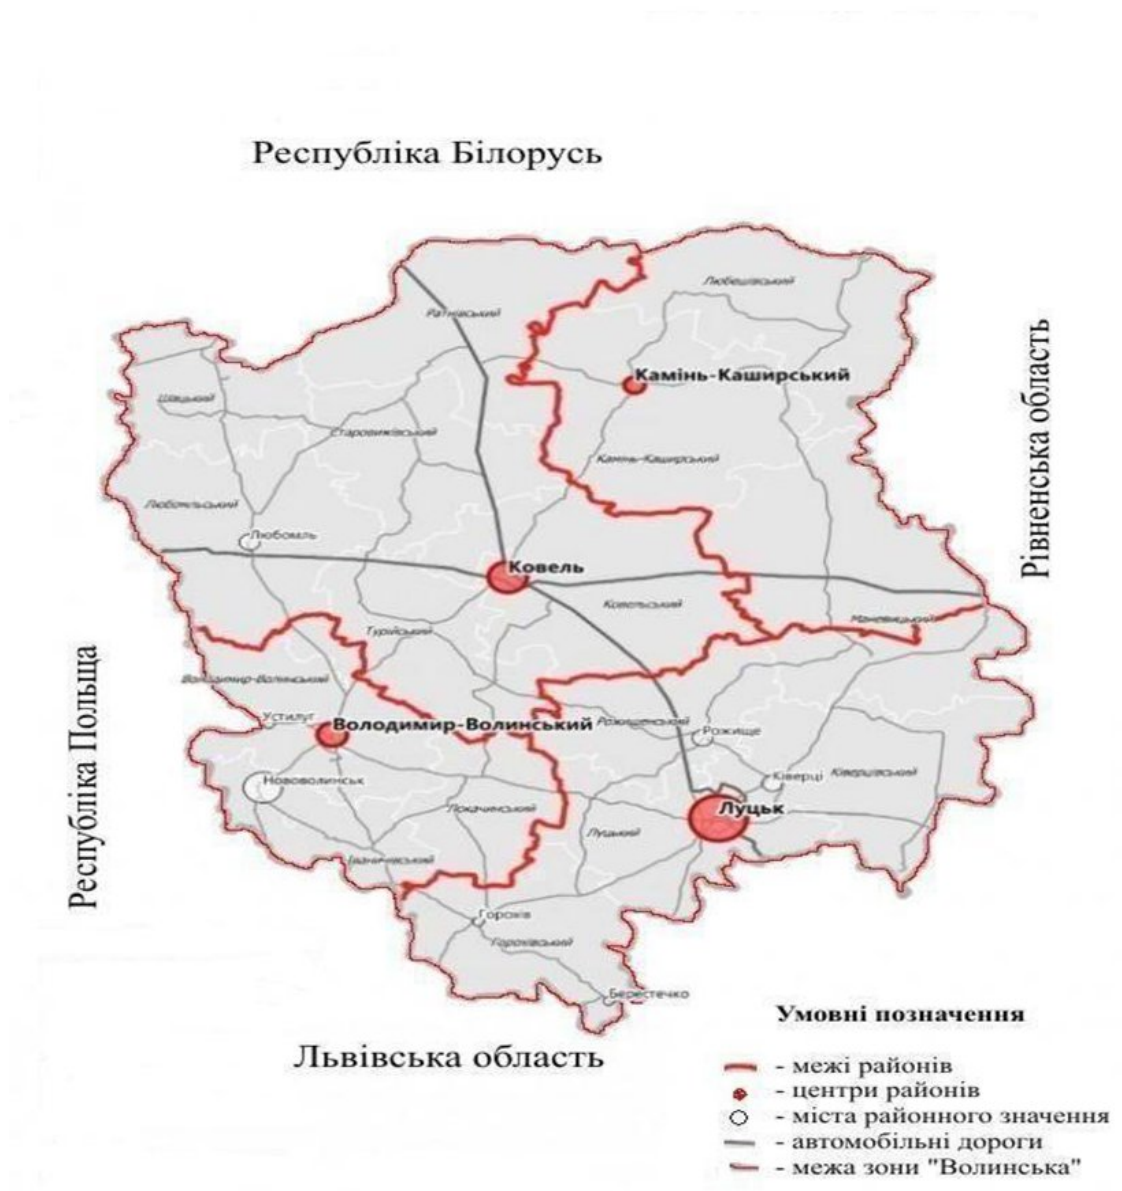 Республіка Білорусь
Любешівський
Ратнівський
Камінь-Каширський
Шацький
Старовижівський
Камінь-Каширський
Рівненська область
Любомльський
Любомль
Ковель
Ковельський
Маневицький
Турійський
Володимир-Волинський
Республіка Польща
Устилуг
Володимир-Волинський
Рожищенський
Рожище
Нововолинськ
Ківерці
Ківерцівський
Локачинський
Луцьк
Луцький
Іваничівський
Горохів
Горохівський
Берестечко
Львівська область
Умовні позначення
- межі районів
- центри районів
- міста районного значення
- автомобільні дороги
- межа зони "Волинська"